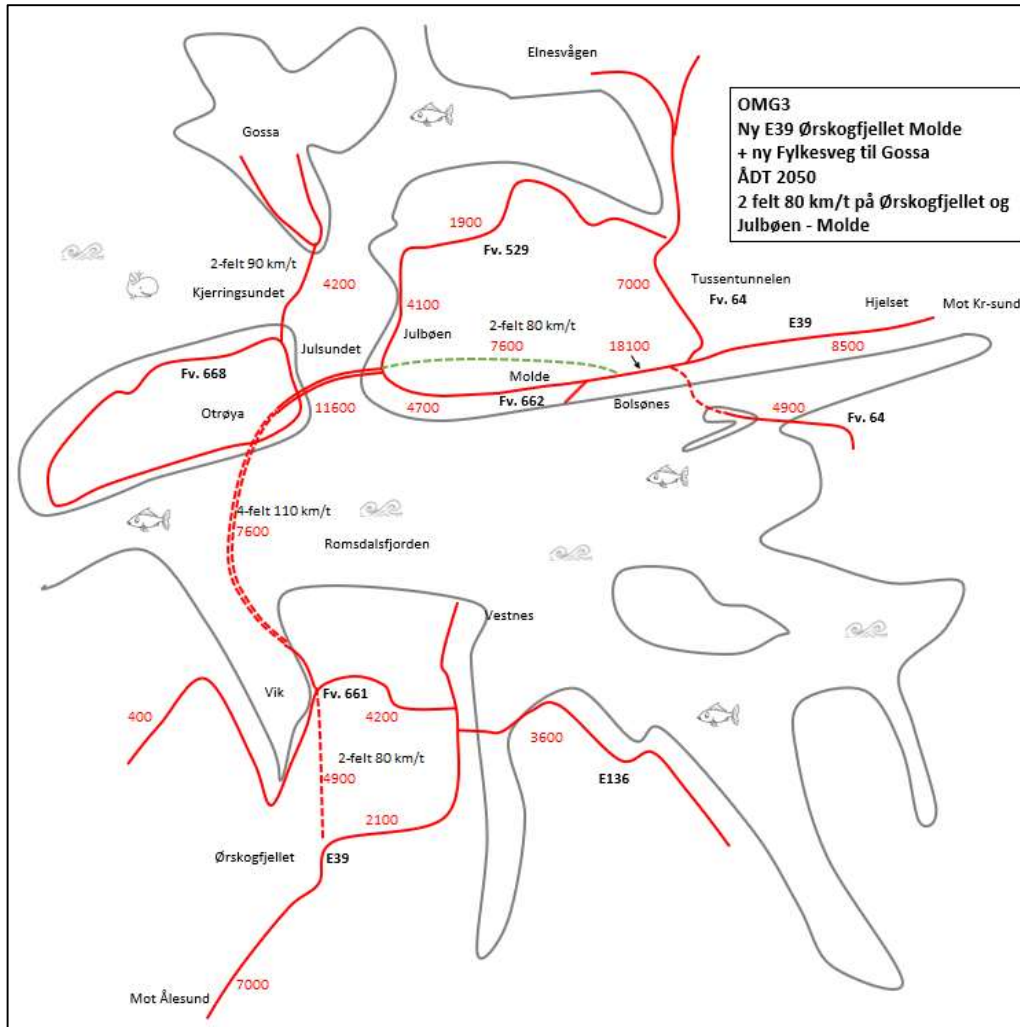 Elnesvågen
OMG3
Ny E39 Ørskogfjellet Molde
+ ny Fylkesveg til Gossa
ÅDT 2050
2 felt 80 km/t på Ørskogfjellet og
Julbøen - Molde
Gossa
1900
Fv. 529
2-felt 90 km/t
4200
Kjerringsundet
7000
Tussentunnelen
Fv. 64
4100
Julbøen
2-felt 80 km/t
7600
18100
Hjelset
Mot Kr-sund
E39
8500
Julsundet
Fv. 668
Molde
Otrøya
11600
4700
Fv. 662
Bolsønes
4900
Fv. 64
4-felt 110 km/t
7600
Romsdalsfjorden
Vestnes
Vik
Fv. 661
400
4200
3600
2-felt 80 km/t
4900
E136
2100
Ørskogfjellet
E39
7000
Mot Ålesund